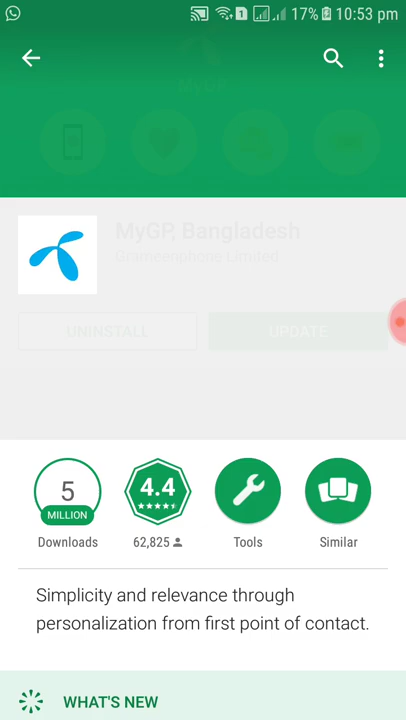 17% 10:53 pm
MyGP
MyGP, Bangladesh
Grameenphone Limited
UNINSTALL
UPDATE
5
MILLION
4.4
Downloads
62,825
Tools
Similar
Simplicity and relevance through
personalization from first point of contact.
WHAT'S NEW